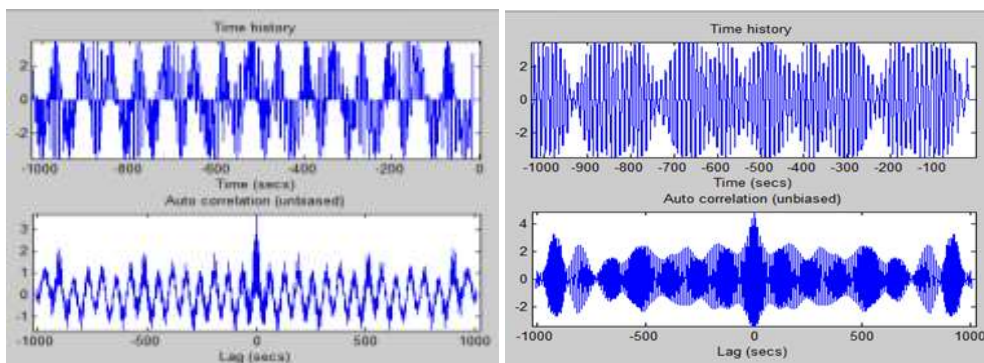 Time history
2
0
-2
-1000 -800 -600 -400 -200 0
Time (secs)
Auto correlation (unbiased)
3
2
1
0
-1
-1000 -500 0 500 1000
Lag (secs)
Time history
2
0
-2
-1000 -900 -800 -700 -600 -500 -400 -300 -200 -100
Time (secs)
Auto correlation (unbiased)
4
2
0
-2
-1000 -500 0 500 1000
Lag (secs)